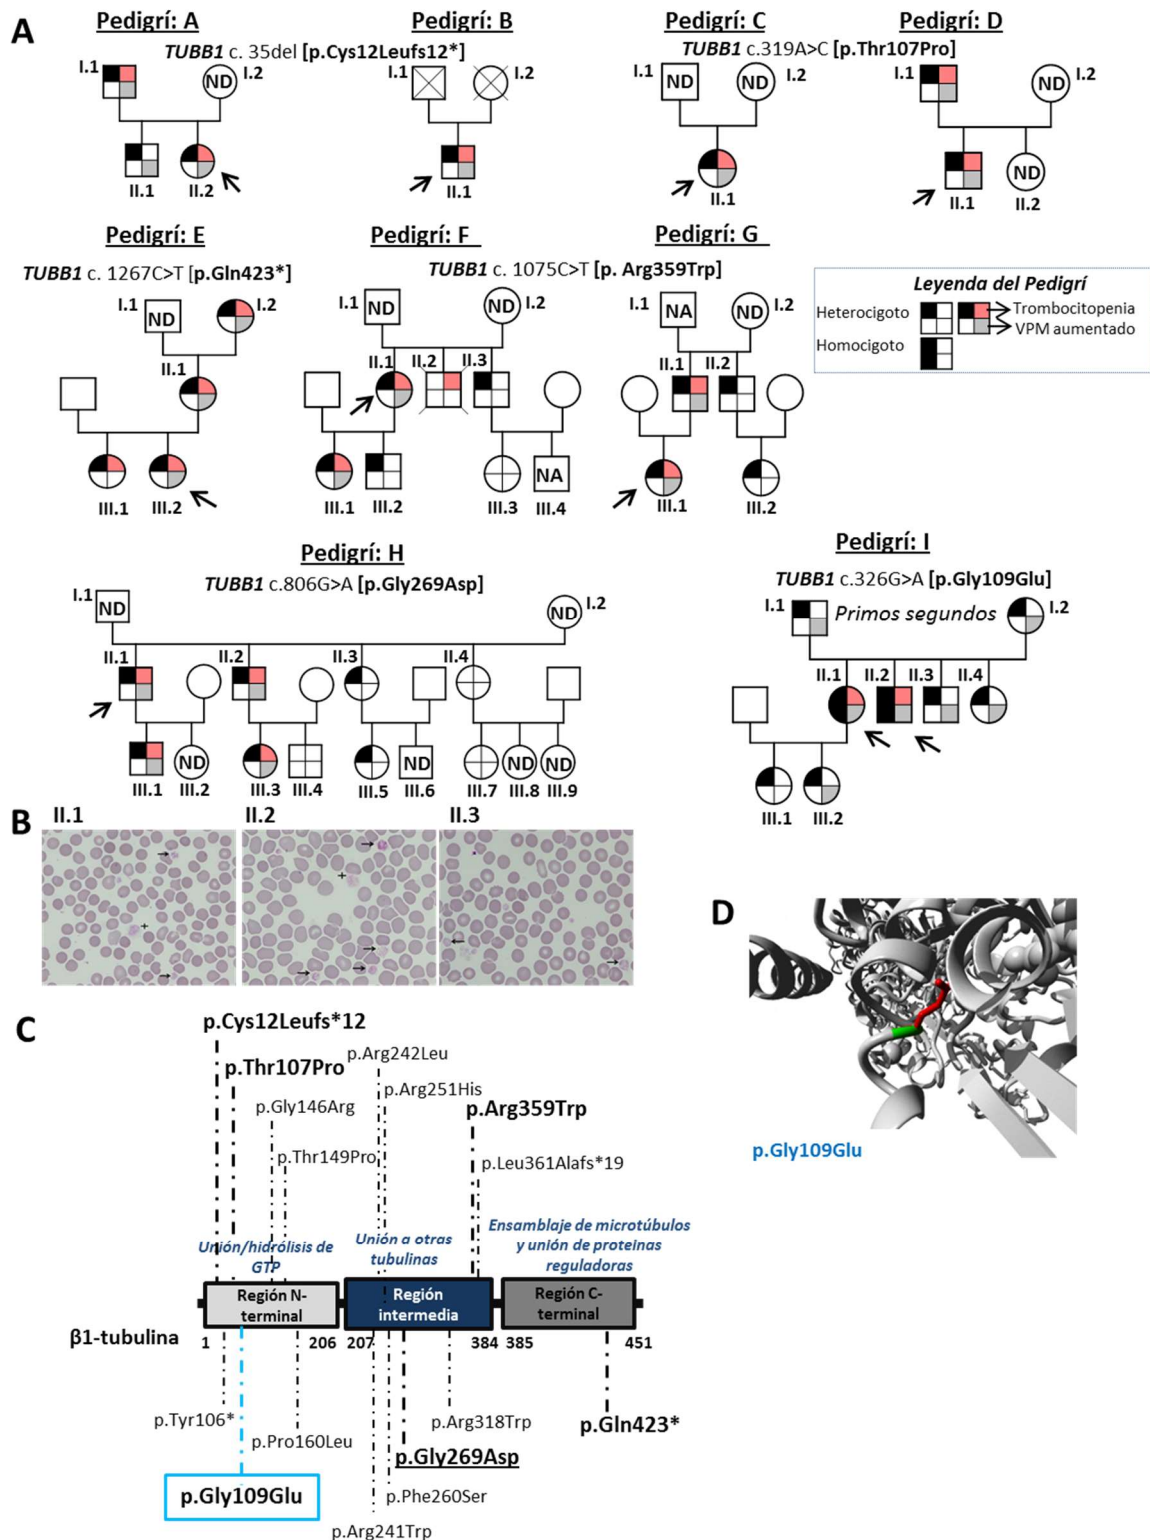 A
Pedigrí: A
Pedigrí: B
Pedigrí: C
Pedigrí: D
TUBB1 c. 35del [p.Cys12Leufs12*]
TUBB1 c.319A>C [p.Thr107Pro]
I.1
ND
I.2
I.1
I.2
I.1
ND
ND
I.2
I.1
ND
I.2
II.1
II.2
II.1
II.1
II.1
ND
II.2
Pedigrí: E
Pedigrí: F
Pedigrí: G
TUBB1 c. 1267C>T [p.Gln423*]
TUBB1 c. 1075C>T [p. Arg359Trp]
I.1
ND
I.2
II.1
III.1
III.2
I.1
ND
ND
I.2
II.1
II.2
II.3
NA
III.1
III.2
III.3
III.4
I.1
NA
ND
I.2
II.1
II.2
III.1
III.2
Leyenda del Pedigrí
Heterocigoto
Trombocitopenia
VPM aumentado
Homocigoto
Pedigrí: H
TUBB1 c.806G>A [p.Gly269Asp]
I.1
ND
ND
I.2
II.1
II.2
II.3
II.4
ND
ND
ND
ND
III.1
III.2
III.3
III.4
III.5
III.6
III.7
III.8
III.9
Pedigrí: I
TUBB1 c.326G>A [p.Gly109Glu]
I.1
Primos segundos
I.2
II.1
II.2
II.3
II.4
III.1
III.2
B
II.1
II.2
II.3
C
p.Cys12Leufs*12
p.Thr107Pro
p.Gly146Arg
p.Thr149Pro
p.Arg242Leu
p.Arg251His
p.Arg359Trp
p.Leu361Alafs*19
Unión/hidrólisis de
GTP
Unión a otras
tubulinas
Ensamblaje de microtúbulos
y unión de proteínas
reguladoras
Región N-
terminal
Región
intermedia
Región C-
terminal
β1-tubulina
1
206
207
384
385
451
p.Tyr106*
p.Pro160Leu
p.Gly109Glu
p.Arg318Trp
p.Gly269Asp
p.Phe260Ser
p.Arg241Trp
p.Gln423*
D
p.Gly109Glu